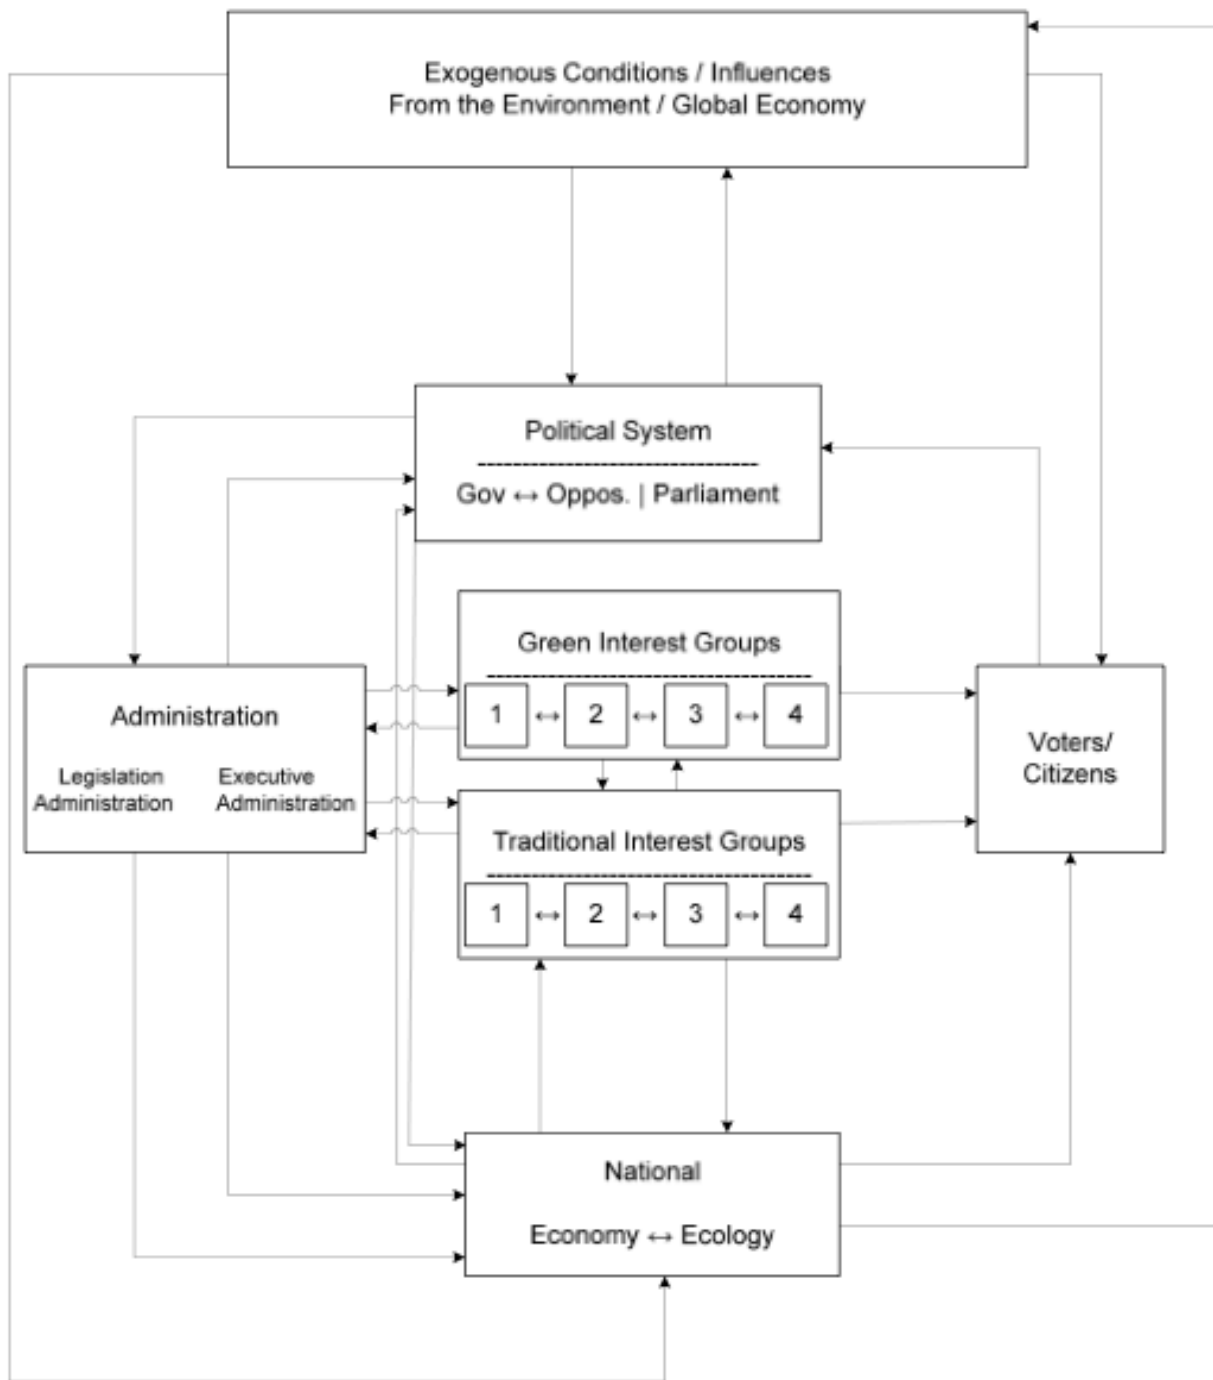 Exogenous Conditions / Influences
From the Environment / Global Economy
Political System
Gov ↔ Oppos. | Parliament
Green Interest Groups
1 ↔ 2 ↔ 3 ↔ 4
Administration
Legislation Executive
Administration Administration
Voters/
Citizens
Traditional Interest Groups
1 ↔ 2 ↔ 3 ↔ 4
National
Economy ↔ Ecology